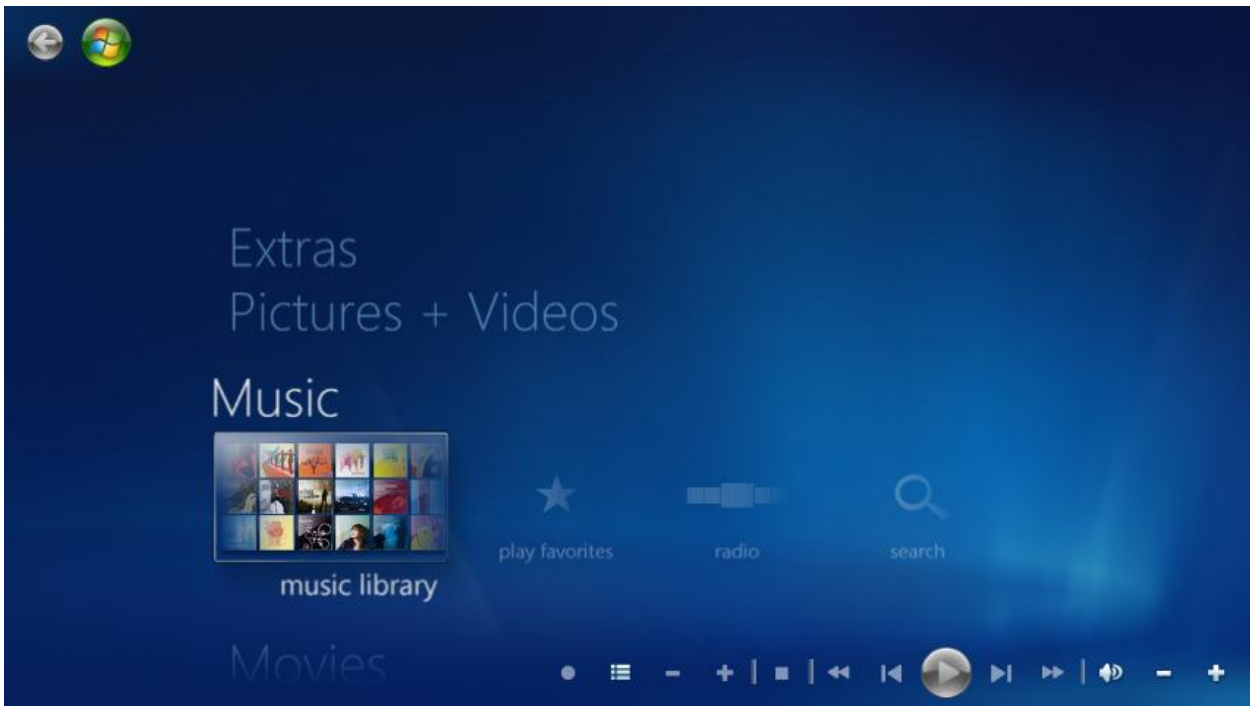 Extras
Pictures + Videos
Music
play favorites radio search
music library
Movies